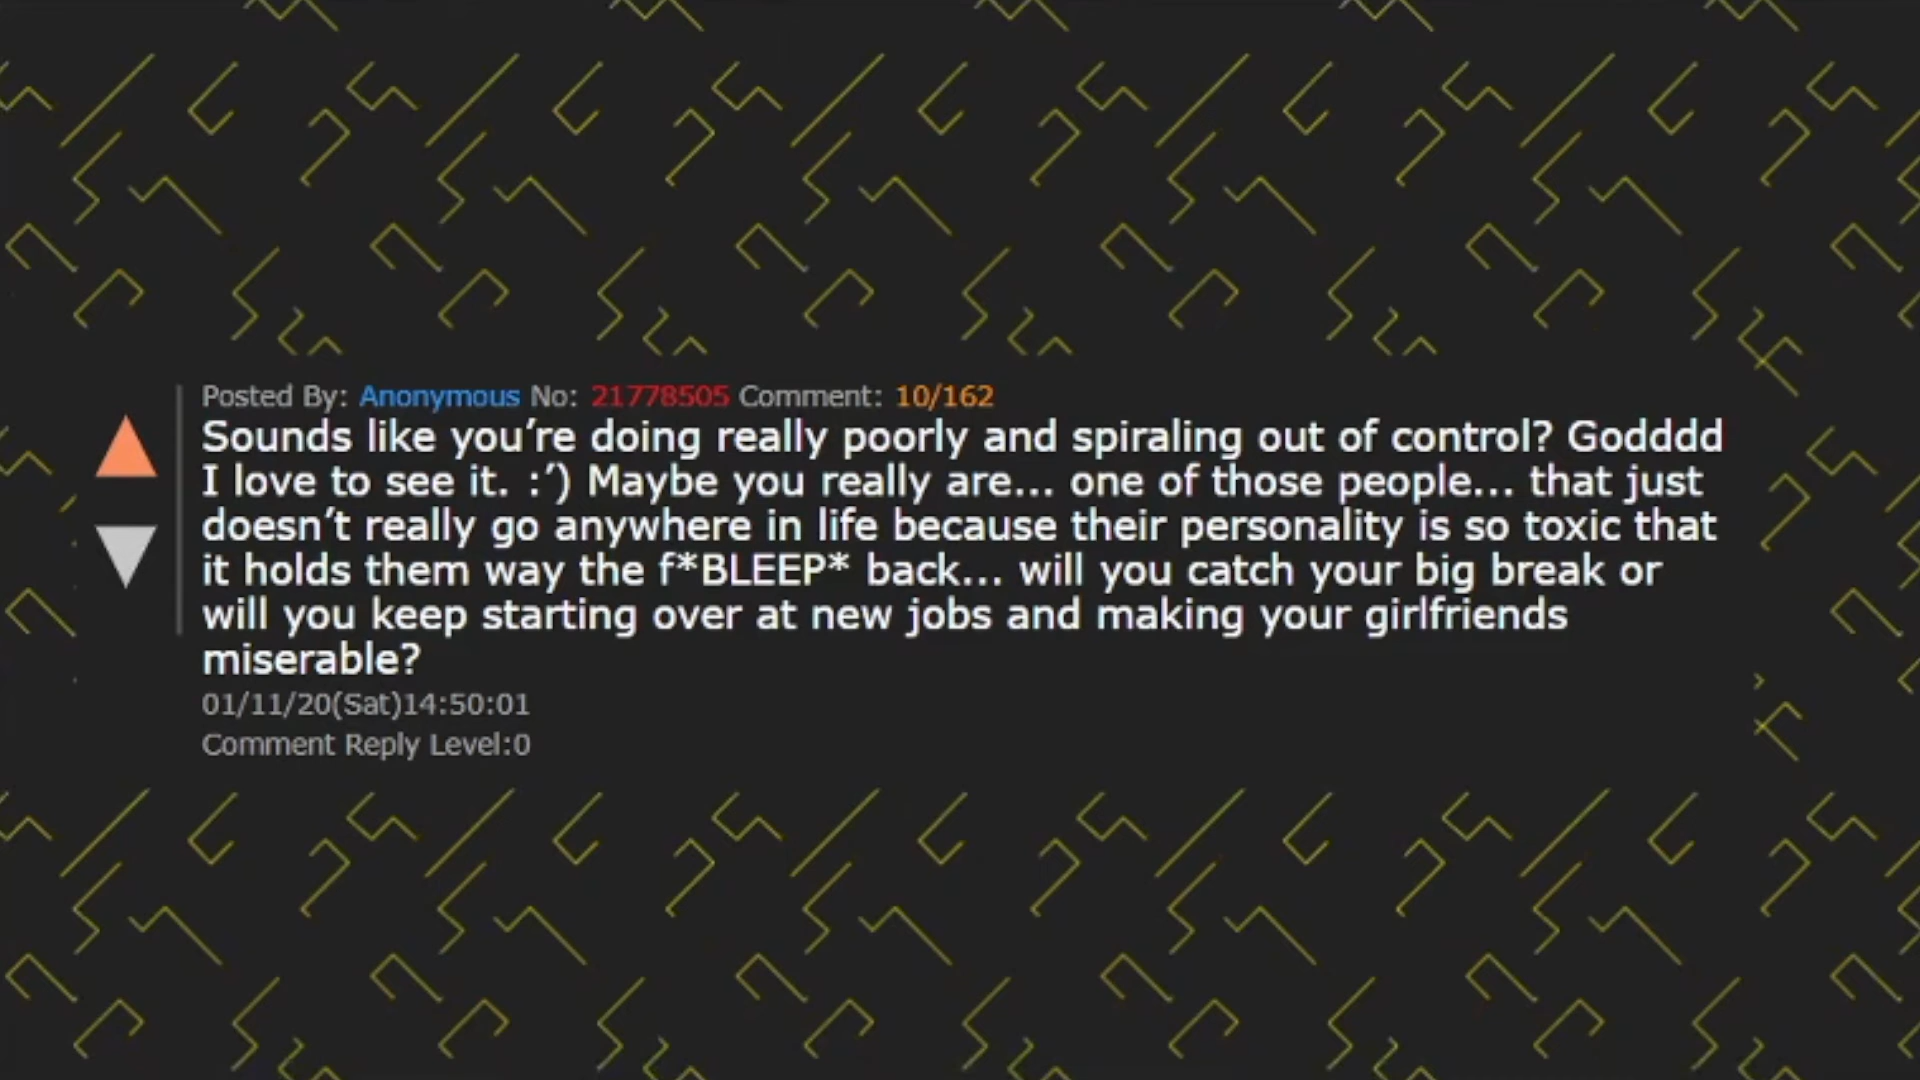 Posted By: Anonymous No: 21778505 Comment: 10/162
Sounds like you’re doing really poorly and spiraling out of control? Godddd
I love to see it. :’) Maybe you really are... one of those people... that just
doesn’t really go anywhere in life because their personality is so toxic that
it holds them way the f*BLEEP* back... will you catch your big break or
will you keep starting over at new jobs and making your girlfriends
miserable?
01/11/20(Sat)14:50:01
Comment Reply Level:0